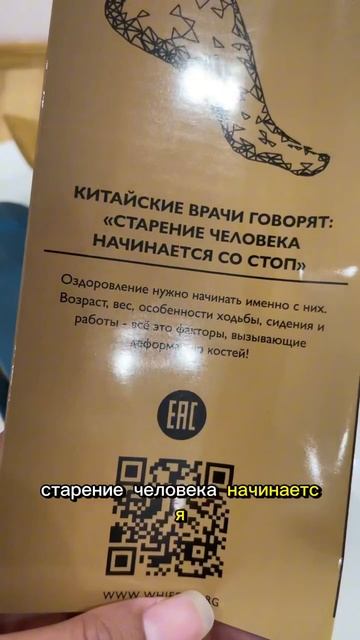 КИТАЙСКИЕ ВРАЧИ ГОВОРЯТ:
«СТАРЕНИЕ ЧЕЛОВЕКА
НАЧИНАЕТСЯ СО СТОП»
Оздоровление нужно начинать именно с них.
Возраст, вес, особенности ходьбы, сидения и
работы - всё это факторы, вызывающие
костей!
EAC
старение человека начинаетс
я